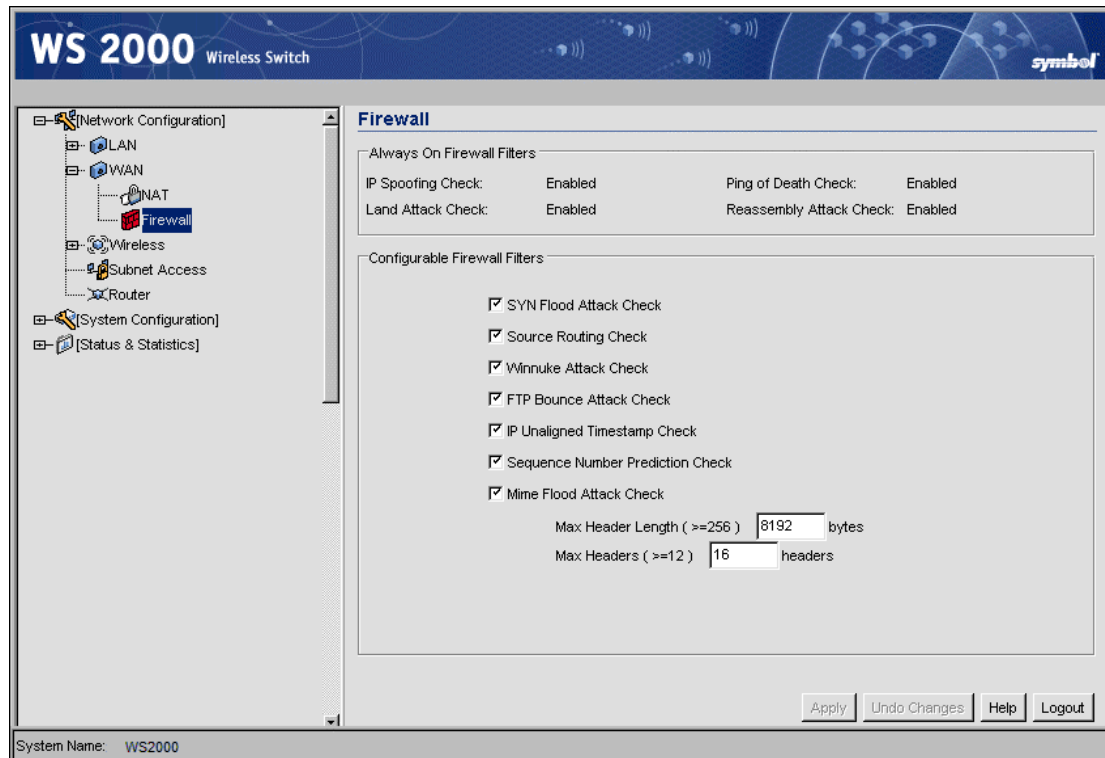 WS 2000 Wireless Switch
symbol
[Network Configuration]
LAN
WAN
NAT
Firewall
Wireless
Subnet Access
Router
[System Configuration]
[Status & Statistics]
Firewall
Always On Firewall Filters
IP Spoofing Check: Enabled Ping of Death Check: Enabled
Land Attack Check: Enabled Reassembly Attack Check: Enabled
Configurable Firewall Filters
SYN Flood Attack Check
Source Routing Check
Winnuke Attack Check
FTP Bounce Attack Check
IP Unaligned Timestamp Check
Sequence Number Prediction Check
Mime Flood Attack Check
Max Header Length ( >=256 ) 8192 bytes
Max Headers ( >=12 ) 16 headers
Apply Undo Changes Help Logout
System Name: WS2000